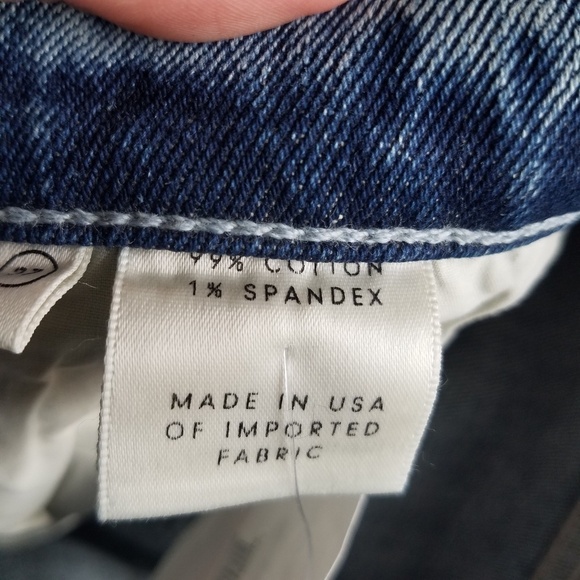 99% COTTON
1% SPANDEX
MADE IN USA
OF IMPORTED
FABRIC